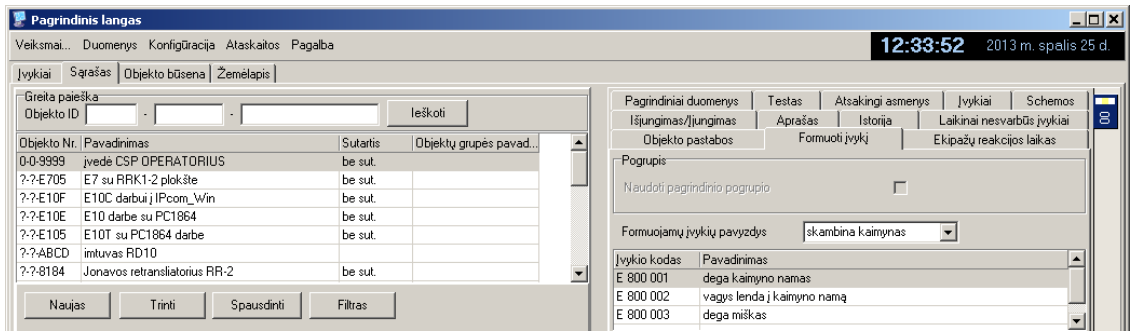 Pagrindinis langas
Veiksmai... Duomenys Konfigūracija Ataskaitos Pagalba
12:33:52 2013 m. spalis 25 d.
Įvykiai Sąrašas Objekto būsena Žemėlapis
Greita paieška
Objekto ID - - Ieškoti
Objekto Nr. Pavadinimas Sutartis Objektų grupės pavad...
0-0-9999 įvedė CSP OPERATORIUS be sut.
?-?-E705 E7 su RRK1-2 plokšte be sut.
?-?-E10F E10C darbui į IPcom_Win be sut.
?-?-E10E E10 darbe su PC1864 be sut.
?-?-E105 E10T su PC1864 darbe be sut.
?-?-ABCD imtuvas RD10
?-?-8184 Jonavos retransliatorius RR-2 be sut.
Naujas Trinti Spausdinti Filtras
Pagrindiniai duomenys Testas Atsakingi asmenys Įvykiai Schemos
Išjungimas/Įjungimas Aprašas Istorija Laikinai nesvarbūs įvykiai
Objekto pastabos Formuoti įvykį Ekipažų reakcijos laikas
Pogrupis
Naudoti pagrindinio pogrupio
Formuojamų įvykių pavyzdys skambina kaimynas
Įvykio kodas Pavadinimas
E 800 001 dega kaimyno namas
E 800 002 vagys lenda į kaimyno namą
E 800 003 dega miškas